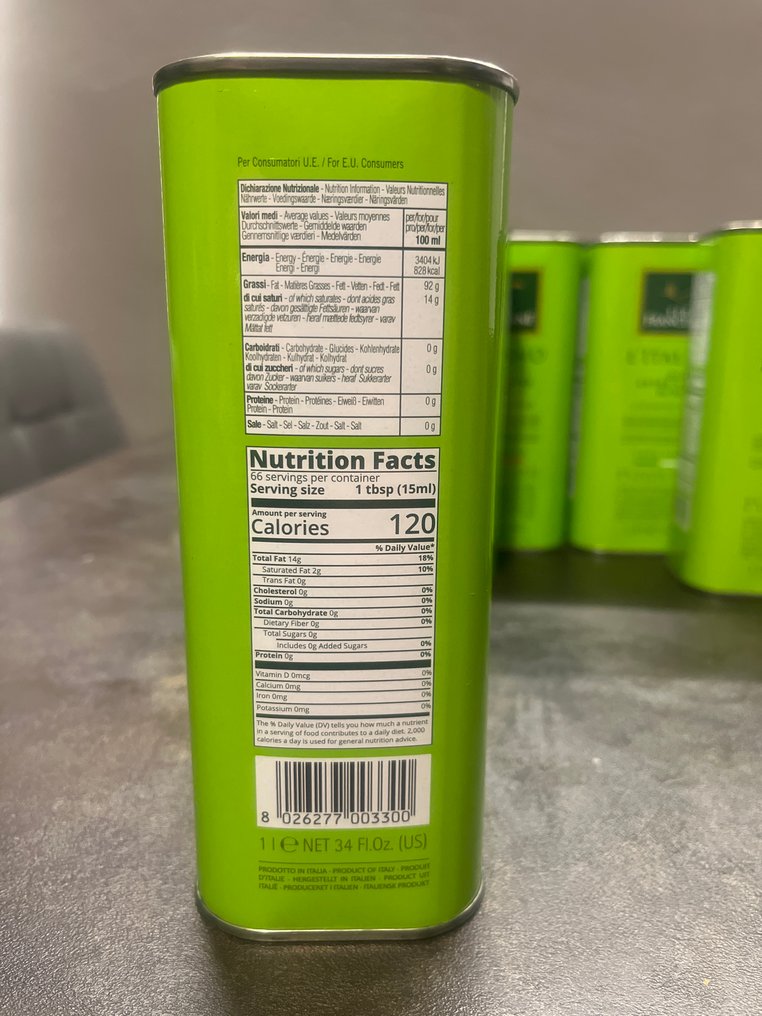 Per Consumatori U.E. / For E.U. Consumers
Dichiarazione Nutrizionale - Nutrition Information - Valeurs Nutritionnelles
Nährwerte - Voedingswaarde - Næringsværdier - Näringsvärden
Valori medi - Average values - Valeurs moyennes
Durchschnittswerte - Gemiddelde waarden
Gennemsnitlige værdieri - Medelvärden
per/for/pour
pro/per/for/per
100 ml
Energia - Energy - Énergie - Energie - Energie
Energi - Energi
3404 kJ
828 kcal
Grassi - Fat - Matières Grasses - Fett - Vetten - Fedt - Fett
92 g
di cui saturi - of which saturates - dont acides gras
saturés - davon gesättigte Fettsäuren - waarvan
verzadigde vetzuren - heraf mættede fedtsyrer - varav
Mättat fett
14 g
Carboidrati - Carbohydrate - Glucides - Kohlenhydrate
Koolhydraten - Kulhydrat - Kolhydrat
0 g
di cui zuccheri - of which sugars - dont sucres
davon Zucker - waarvan suikers - heraf Sukkerarter
varav Sockerarter
0 g
Proteine - Protein - Protéines - Eiweiß - Eiwitten
Protein - Protein
0 g
Sale - Salt - Sel - Salz - Zout - Salt - Salt
0 g
Nutrition Facts
66 servings per container
Serving size 1 tbsp (15ml)
Amount per serving
Calories 120
% Daily Value*
Total Fat 14g 18%
Saturated Fat 2g 10%
Trans Fat 0g
Cholesterol 0g 0%
Sodium 0g 0%
Total Carbohydrate 0g 0%
Dietary Fiber 0g 0%
Total Sugars 0g
Includes 0g Added Sugars 0%
Protein 0g 0%
Vitamin D 0mcg 0%
Calcium 0mg 0%
Iron 0mg 0%
Potassium 0mg 0%
The % Daily Value (DV) tells you how much a nutrient
in a serving of food contributes to a daily diet. 2,000
calories a day is used for general nutrition advice.
8 026277 003300
1 l e NET 34 Fl.Oz. (US)
PRODOTTO IN ITALIA - PRODUCT OF ITALY - PRODUIT
D'ITALIE - HERGESTELLT IN ITALIEN - PRODUCT UIT
ITALIË - PRODUCENET I ITALIEN - ITALIENSK PRODUKT